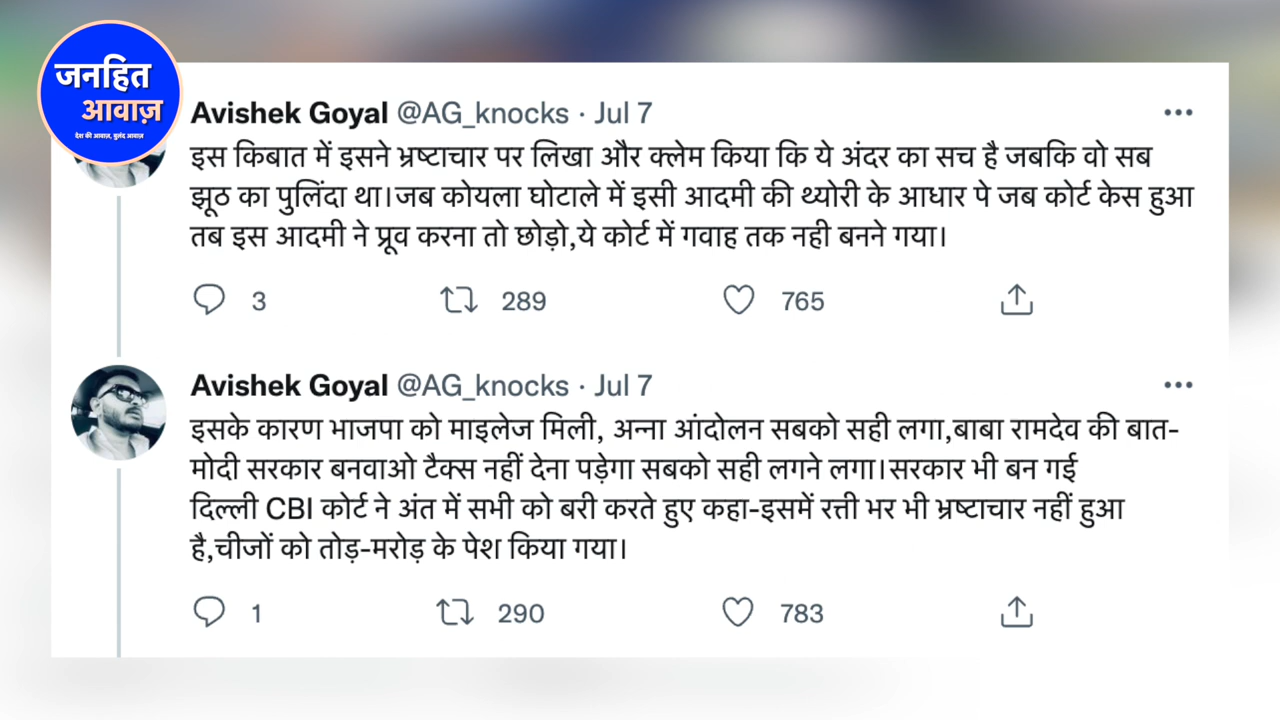 जनहित
आवाज़
देश की आवाज़, बुलंद आवाज़
Avishek Goyal @AG_knocks · Jul 7
इस किबात में इसने भ्रष्टाचार पर लिखा और क्लेम किया कि ये अंदर का सच है जबकि वो सब
झूठ का पुलिंदा था।जब कोयला घोटाले में इसी आदमी की थ्योरी के आधार पे जब कोर्ट केस हुआ
तब इस आदमी ने प्रूव करना तो छोड़ो,ये कोर्ट में गवाह तक नही बनने गया।
3 289 765
Avishek Goyal @AG_knocks · Jul 7
इसके कारण भाजपा को माइलेज मिली, अन्ना आंदोलन सबको सही लगा,बाबा रामदेव की बात-
मोदी सरकार बनवाओ टैक्स नहीं देना पड़ेगा सबको सही लगने लगा।सरकार भी बन गई
दिल्ली CBI कोर्ट ने अंत में सभी को बरी करते हुए कहा-इसमें रत्ती भर भी भ्रष्टाचार नहीं हुआ
है,चीजों को तोड़-मरोड़ के पेश किया गया।
1 290 783